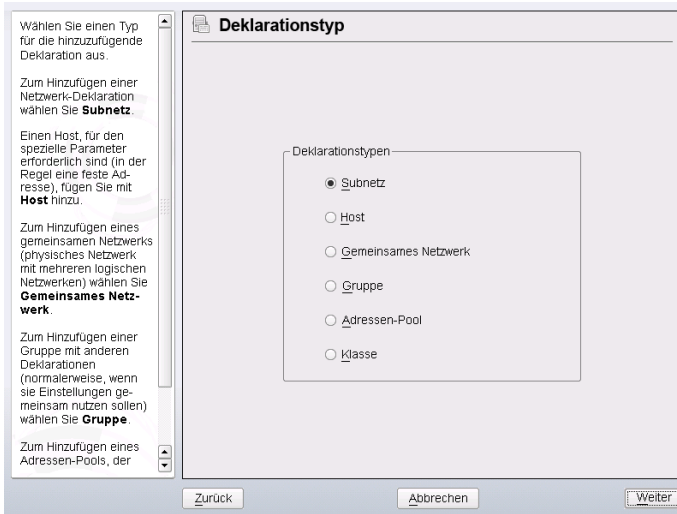 Wählen Sie einen Typ
für die hinzuzufügende
Deklaration aus.
Zum Hinzufügen einer
Netzwerk-Deklaration
wählen Sie Subnetz.
Einen Host, für den
spezielle Parameter
erforderlich sind (in der
Regel eine feste Ad-
resse), fügen Sie mit
Host hinzu.
Zum Hinzufügen eines
gemeinsamen Netzwerks
(physisches Netzwerk
mit mehreren logischen
Netzwerken) wählen Sie
Gemeinsames Netz-
werk.
Zum Hinzufügen einer
Gruppe mit anderen
Deklarationen
(normalerweise, wenn
sie Einstellungen ge-
meinsam nutzen sollen)
wählen Sie Gruppe.
Zum Hinzufügen eines
Adressen-Pools, der
Deklarationstyp
Deklarationstypen
Subnetz
Host
Gemeinsames Netzwerk
Gruppe
Adressen-Pool
Klasse
Zurück
Abbrechen
Weiter